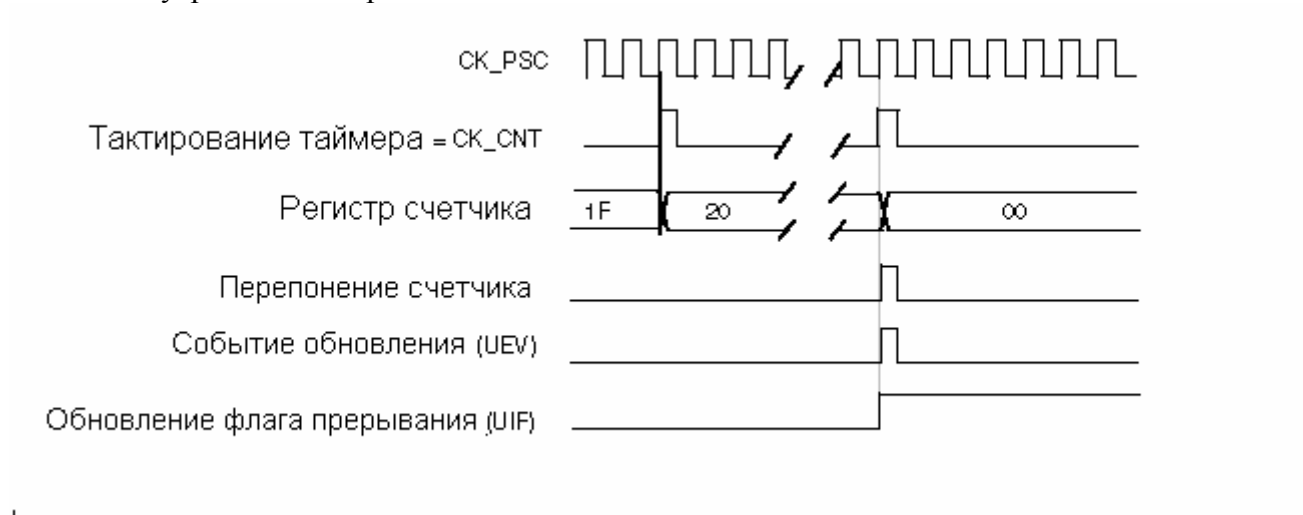 CK_PSC
Тактирование таймера = CK_CNT
Регистр счетчика 1F 20 00
Перепонение счетчика
Событие обновления (UEV)
Обновление флага прерывания (UIF)